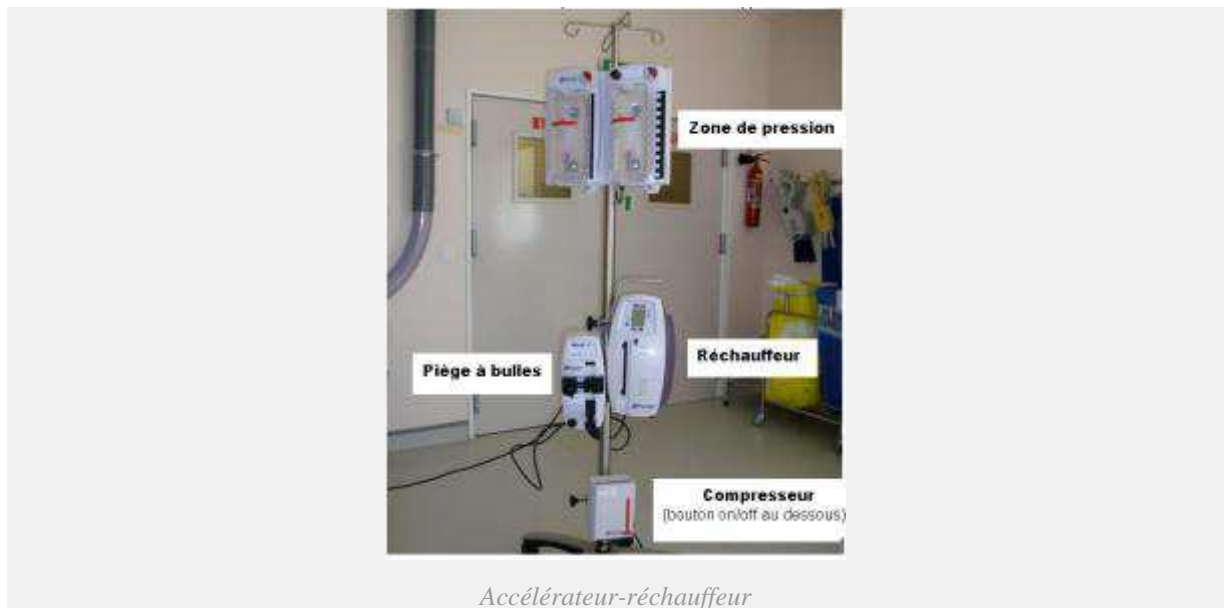 Zone de pression
Réchauffeur
Piège à bulles
Compresseur
(bouton on/off au dessous)
Accélérateur-réchauffeur